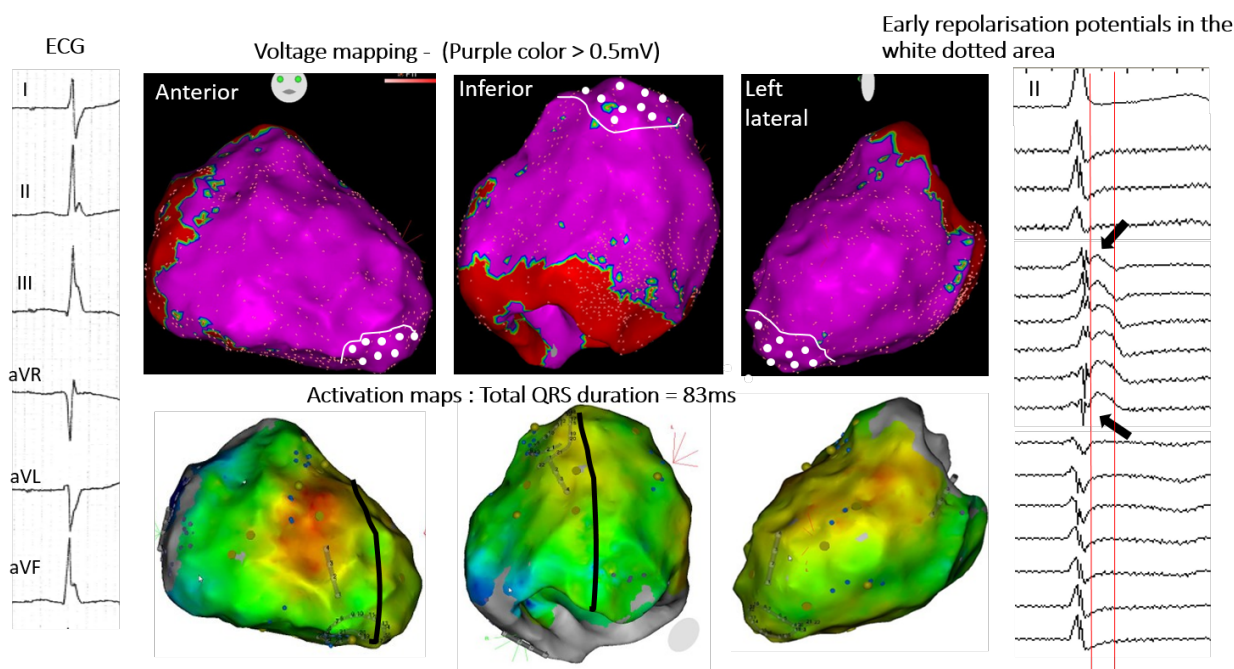 ECG
Voltage mapping - (Purple color > 0.5mV)
Early repolarisation potentials in the
white dotted area
I
II
III
aVR
aVL
aVF
Anterior
Inferior
Left
lateral
II
Activation maps : Total QRS duration = 83ms